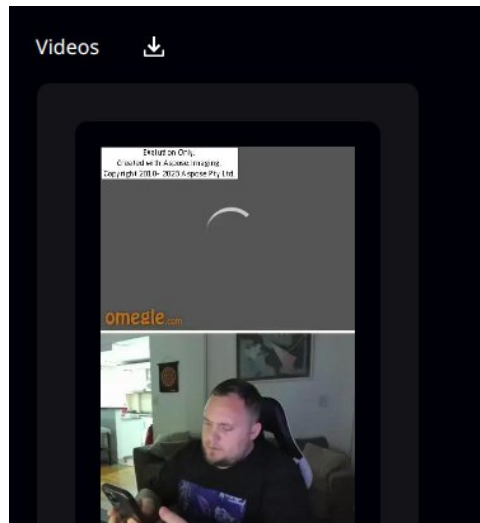 Videos
Evaluation Only.
Created with Aspose.Imaging.
Copyright 2010-2023 Aspose Pty Ltd.
omegle.com